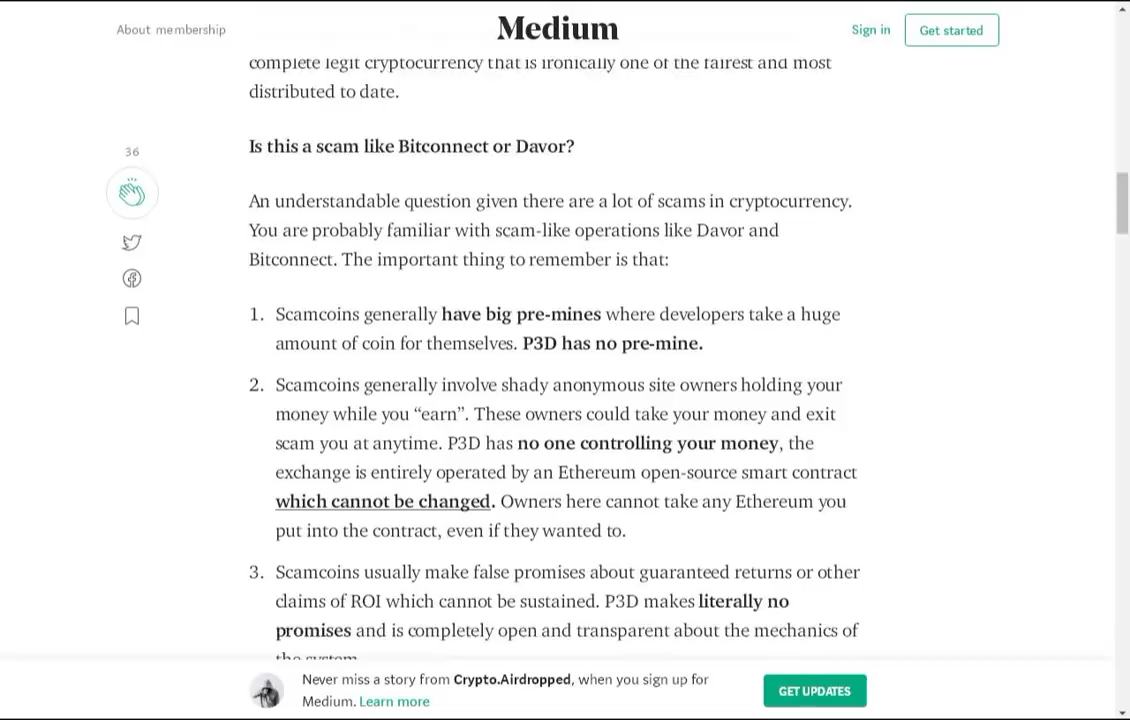 About membership
Medium
Sign in
Get started
complete legit cryptocurrency that is ironically one of the fairest and most
distributed to date.
Is this a scam like Bitconnect or Davor?
36
An understandable question given there are a lot of scams in cryptocurrency.
You are probably familiar with scam-like operations like Davor and
Bitconnect. The important thing to remember is that:
1. Scamcoins generally have big pre-mines where developers take a huge
amount of coin for themselves. P3D has no pre-mine.
2. Scamcoins generally involve shady anonymous site owners holding your
money while you “earn”. These owners could take your money and exit
scam you at anytime. P3D has no one controlling your money, the
exchange is entirely operated by an Ethereum open-source smart contract
which cannot be changed. Owners here cannot take any Ethereum you
put into the contract, even if they wanted to.
3. Scamcoins usually make false promises about guaranteed returns or other
claims of ROI which cannot be sustained. P3D makes literally no
promises and is completely open and transparent about the mechanics of
the system
Never miss a story from Crypto.Airdropped, when you sign up for
Medium. Learn more
GET UPDATES